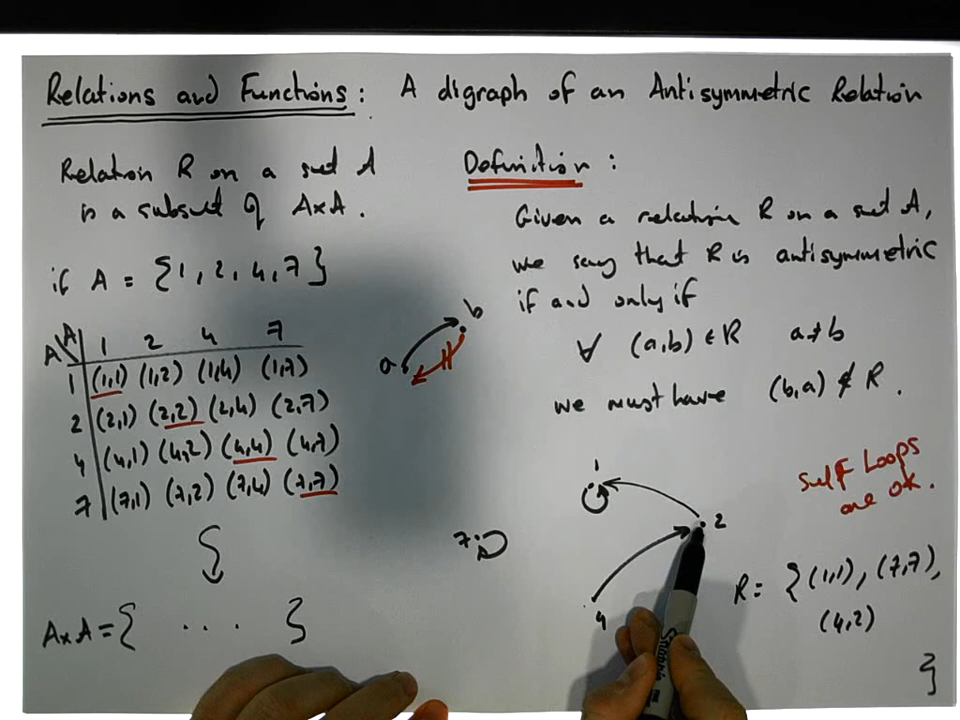 Relations and Functions: A digraph of an Antisymmetric Relation
Relation R on a set A
is a subset of A×A.
if A = {1, 2, 4, 7}
A\A 1 2 4 7
1 (1,1) (1,2) (1,4) (1,7)
2 (2,1) (2,2) (2,4) (2,7)
4 (4,1) (4,2) (4,4) (4,7)
7 (7,1) (7,2) (7,4) (7,7)
A×A = { ... }
Definition:
Given a relation R on a set A,
we say that R is antisymmetric
if and only if
∀ (a,b) ∈ R a≠b
we must have (b,a) ∉ R.
a b
Self Loops
are ok.
1
2
7
4
R = {(1,1), (7,7),
(4,2)
}